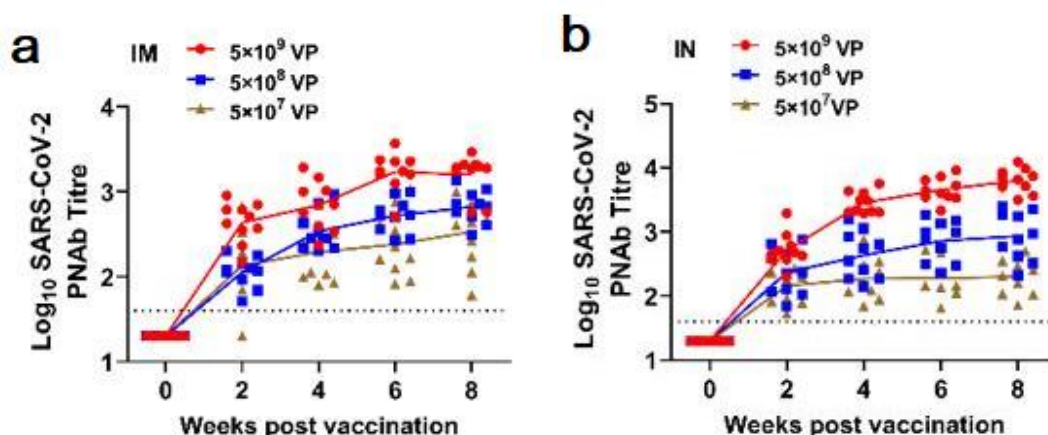 a
IM
5×10⁹ VP
5×10⁸ VP
5×10⁷ VP
Log₁₀ SARS-CoV-2
PNAb Titre
4
3
2
1
0 2 4 6 8
Weeks post vaccination
b
IN
5×10⁹ VP
5×10⁸ VP
5×10⁷ VP
Log₁₀ SARS-CoV-2
PNAb Titre
5
4
3
2
1
0 2 4 6 8
Weeks post vaccination